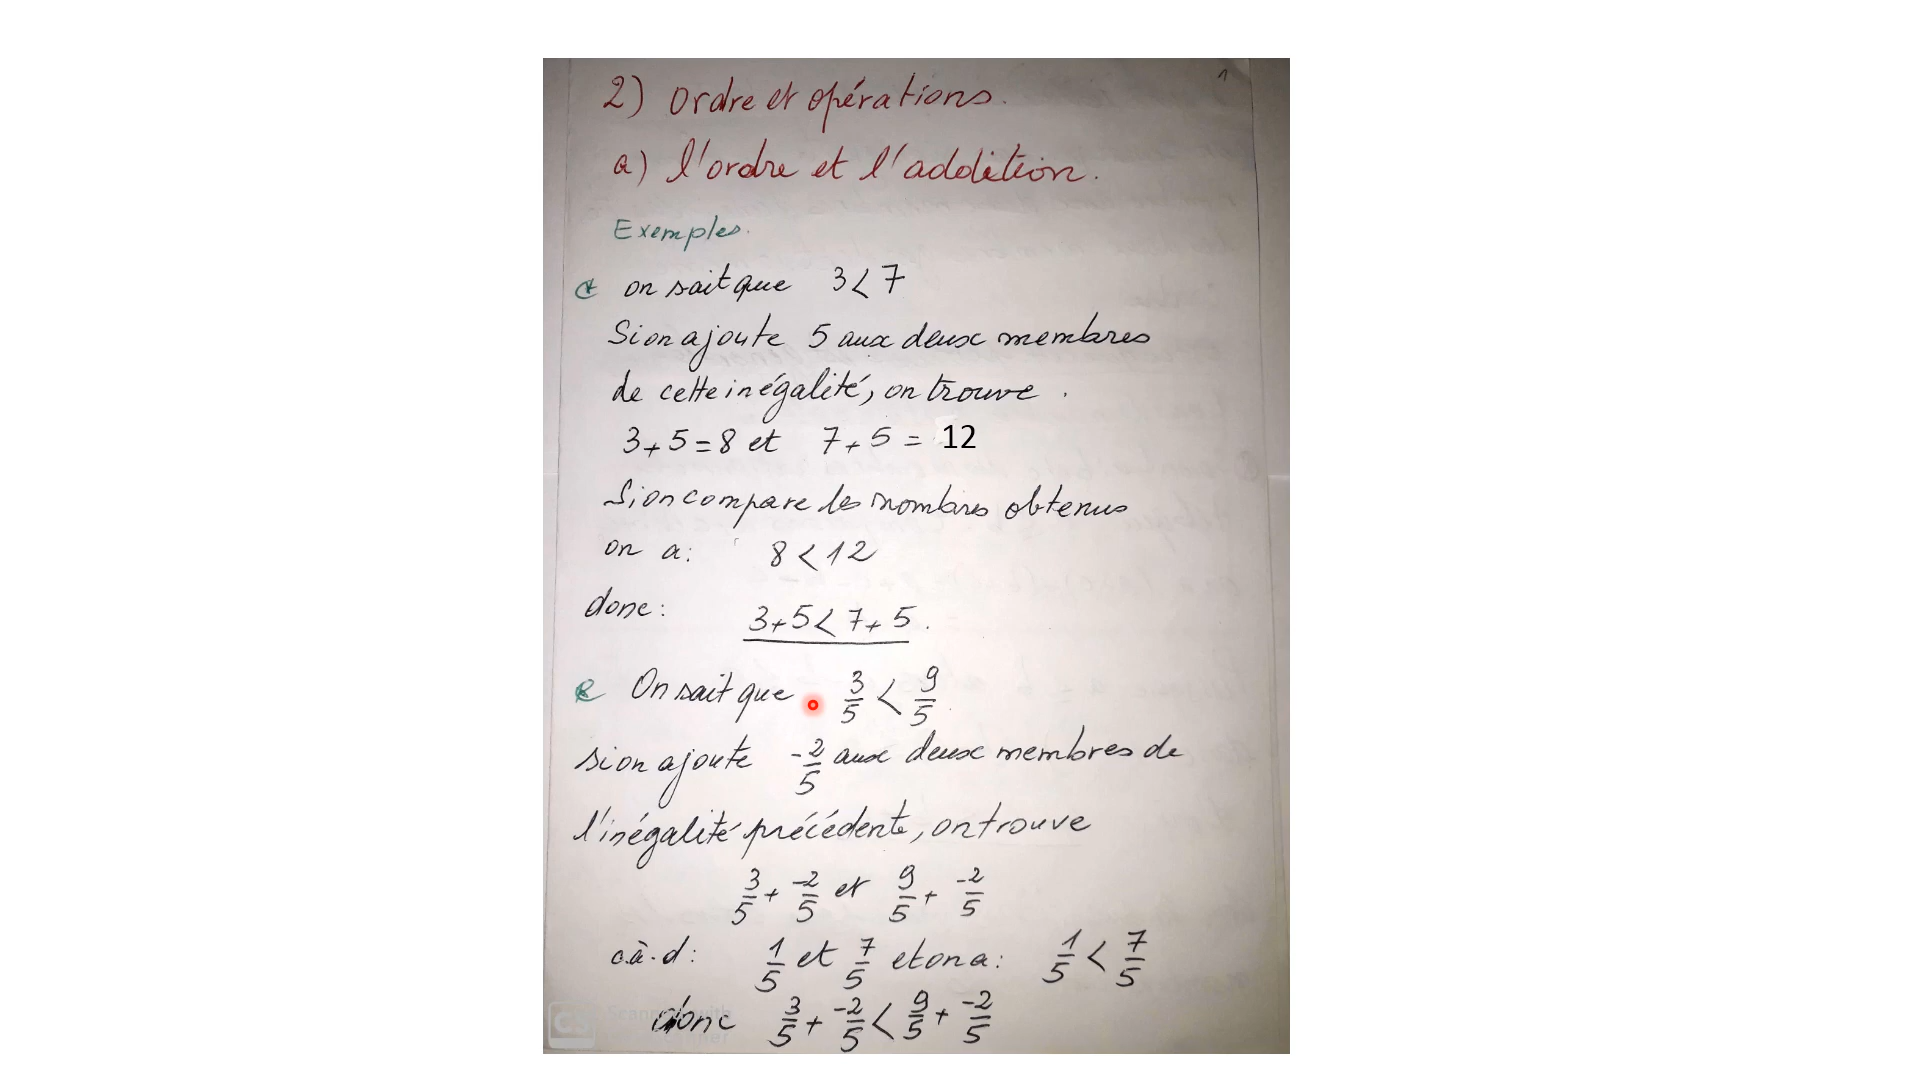 1
2) Ordre et opérations.
a) l'ordre et l'addition.
Exemples.
on sait que 3 < 7
Si on ajoute 5 aux deux membres
de cette inégalité, on trouve .
3 + 5 = 8 et 7 + 5 = 12
Si on compare les nombres obtenus
on a: 8 < 12
donc: 3 + 5 < 7 + 5 .
On sait que 3/5 < 9/5
si on ajoute -2/5 aux deux membres de
l'inégalité précédente, on trouve
3/5 + -2/5 et 9/5 + -2/5
c.à.d: 1/5 et 7/5 et on a: 1/5 < 7/5
donc 3/5 + -2/5 < 9/5 + -2/5
CS Scanned with